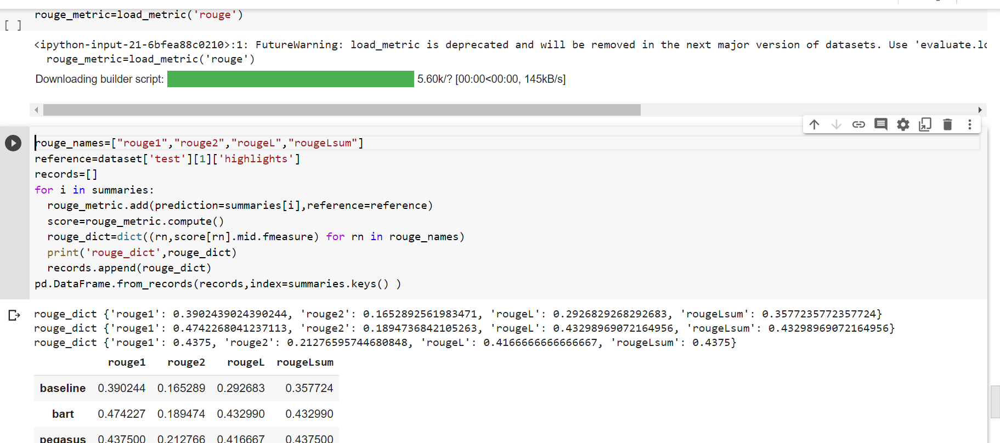 rouge_metric=load_metric('rouge')
[ ]
<ipython-input-21-6bfea88c0210>:1: FutureWarning: load_metric is deprecated and will be removed in the next major version of datasets. Use 'evaluate.lo
rouge_metric=load_metric('rouge')
Downloading builder script: 5.60k/? [00:00<00:00, 145kB/s]
rouge_names=["rouge1","rouge2","rougeL","rougeLsum"]
reference=dataset['test'][1]['highlights']
records=[]
for i in summaries:
  rouge_metric.add(prediction=summaries[i],reference=reference)
  score=rouge_metric.compute()
  rouge_dict=dict((rn,score[rn].mid.fmeasure) for rn in rouge_names)
  print('rouge_dict',rouge_dict)
  records.append(rouge_dict)
pd.DataFrame.from_records(records,index=summaries.keys() )
rouge_dict {'rouge1': 0.3902439024390244, 'rouge2': 0.1652892561983471, 'rougeL': 0.2926829268292683, 'rougeLsum': 0.3577235772357724}
rouge_dict {'rouge1': 0.4742268041237113, 'rouge2': 0.1894736842105263, 'rougeL': 0.43298969072164956, 'rougeLsum': 0.43298969072164956}
rouge_dict {'rouge1': 0.4375, 'rouge2': 0.21276595744680848, 'rougeL': 0.4166666666666667, 'rougeLsum': 0.4375}
rouge1 rouge2 rougeL rougeLsum
baseline 0.390244 0.165289 0.292683 0.357724
bart 0.474227 0.189474 0.432990 0.432990
pegasus 0.437500 0.212766 0.416667 0.437500